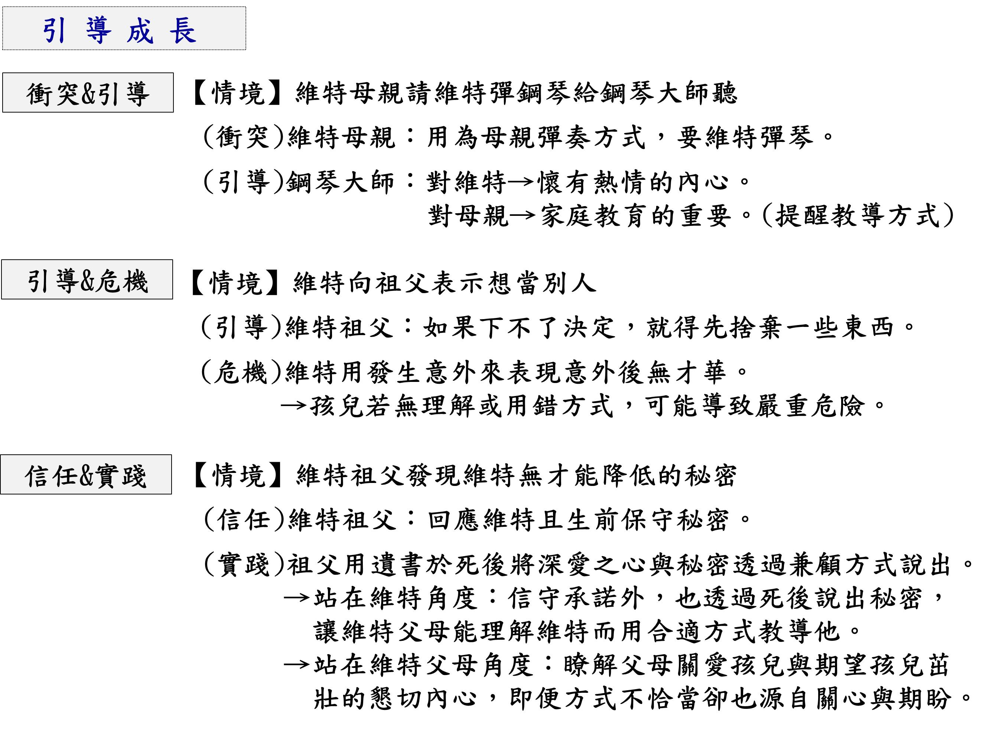 引導成長
衝突&引導
【情境】維特母親請維特彈鋼琴給鋼琴大師聽
(衝突)維特母親：用為母親彈奏方式，要維特彈琴。
(引導)鋼琴大師：對維特→懷有熱情的內心。
對母親→家庭教育的重要。(提醒教導方式)
引導&危機
【情境】維特向祖父表示想當別人
(引導)維特祖父：如果下不了決定，就得先捨棄一些東西。
(危機)維特用發生意外來表現意外後無才華。
→孩兒若無理解或用錯方式，可能導致嚴重危險。
信任&實踐
【情境】維特祖父發現維特無才能降低的秘密
(信任)維特祖父：回應維特且生前保守秘密。
(實踐)祖父用遺書於死後將深愛之心與秘密透過兼顧方式說出。
→站在維特角度：信守承諾外，也透過死後說出秘密，
讓維特父母能理解維特而用合適方式教導他。
→站在維特父母角度：瞭解父母關愛孩兒與期望孩兒茁
壯的懇切內心，即便方式不恰當卻也源自關心與期盼。